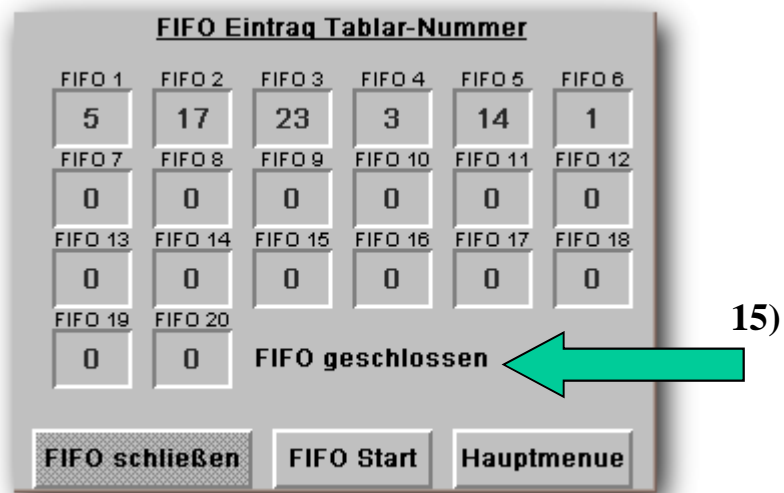 FIFO Eintrag Tablar-Nummer
FIFO 1 FIFO 2 FIFO 3 FIFO 4 FIFO 5 FIFO 6
5 17 23 3 14 1
FIFO 7 FIFO 8 FIFO 9 FIFO 10 FIFO 11 FIFO 12
0 0 0 0 0 0
FIFO 13 FIFO 14 FIFO 15 FIFO 16 FIFO 17 FIFO 18
0 0 0 0 0 0
15)
FIFO 19 FIFO 20
0 0 FIFO geschlossen
FIFO schließen FIFO Start Hauptmenue